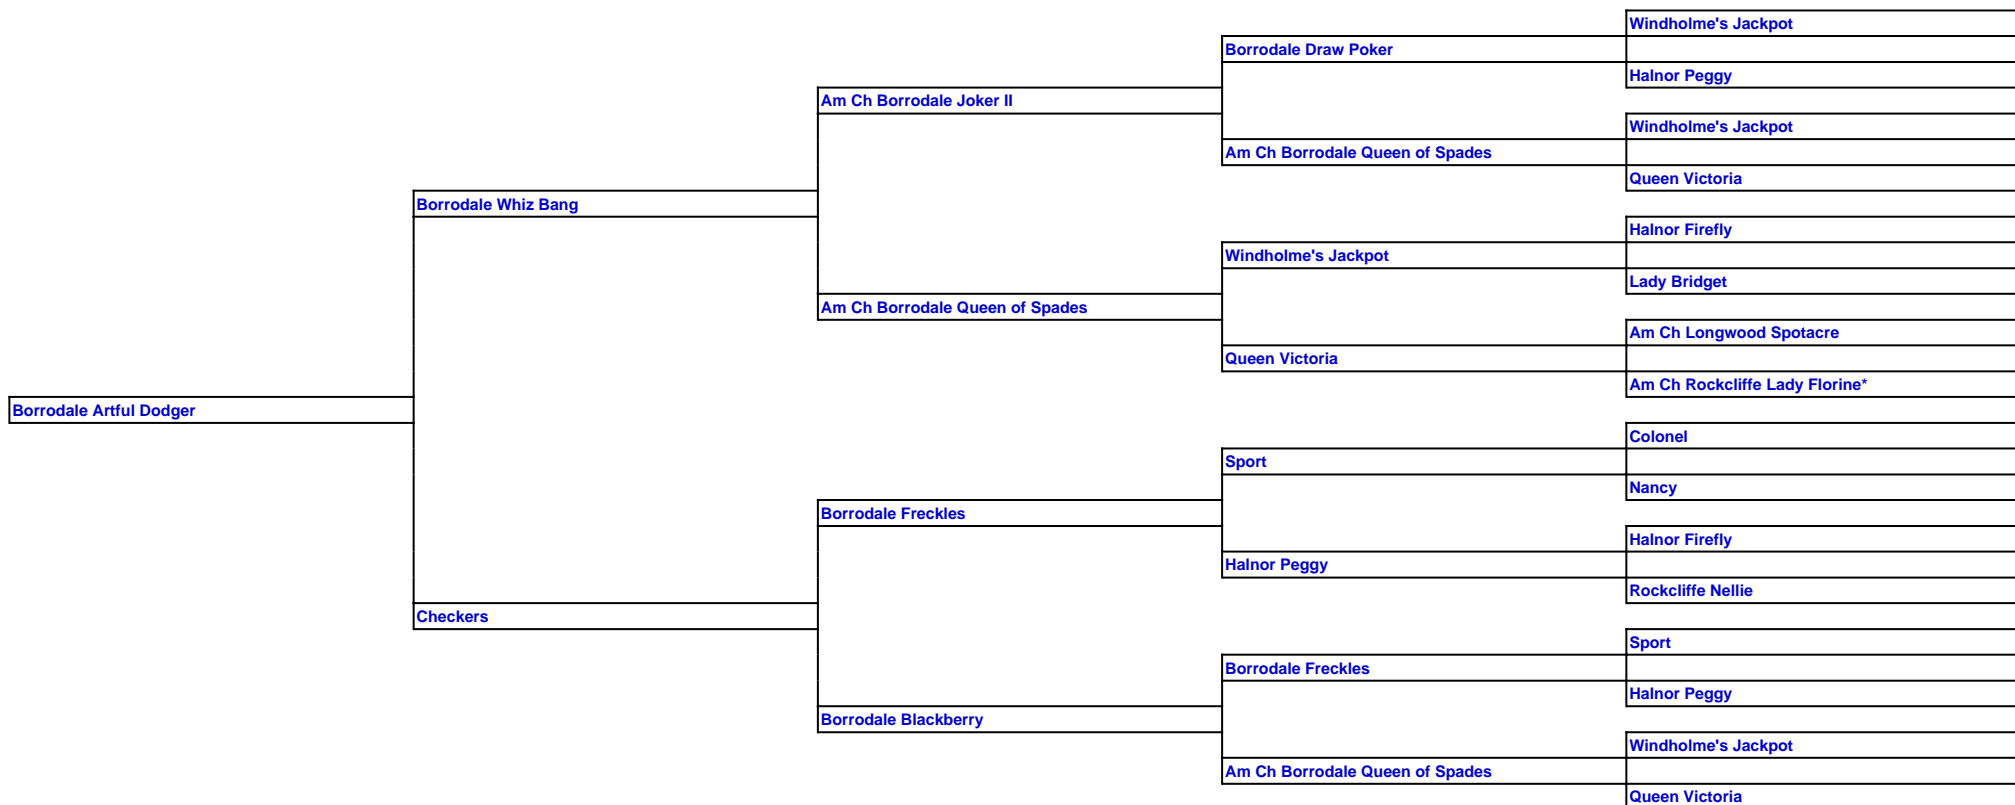 Windholme's Jackpot
Borrodale Draw Poker
Halnor Peggy
Am Ch Borrodale Joker II
Windholme's Jackpot
Am Ch Borrodale Queen of Spades
Queen Victoria
Borrodale Whiz Bang
Halnor Firefly
Windholme's Jackpot
Lady Bridget
Am Ch Borrodale Queen of Spades
Am Ch Longwood Spotacre
Queen Victoria
Am Ch Rockcliffe Lady Florine*
Borrodale Artful Dodger
Colonel
Sport
Nancy
Borrodale Freckles
Halnor Firefly
Halnor Peggy
Rockcliffe Nellie
Checkers
Sport
Borrodale Freckles
Halnor Peggy
Borrodale Blackberry
Windholme's Jackpot
Am Ch Borrodale Queen of Spades
Queen Victoria